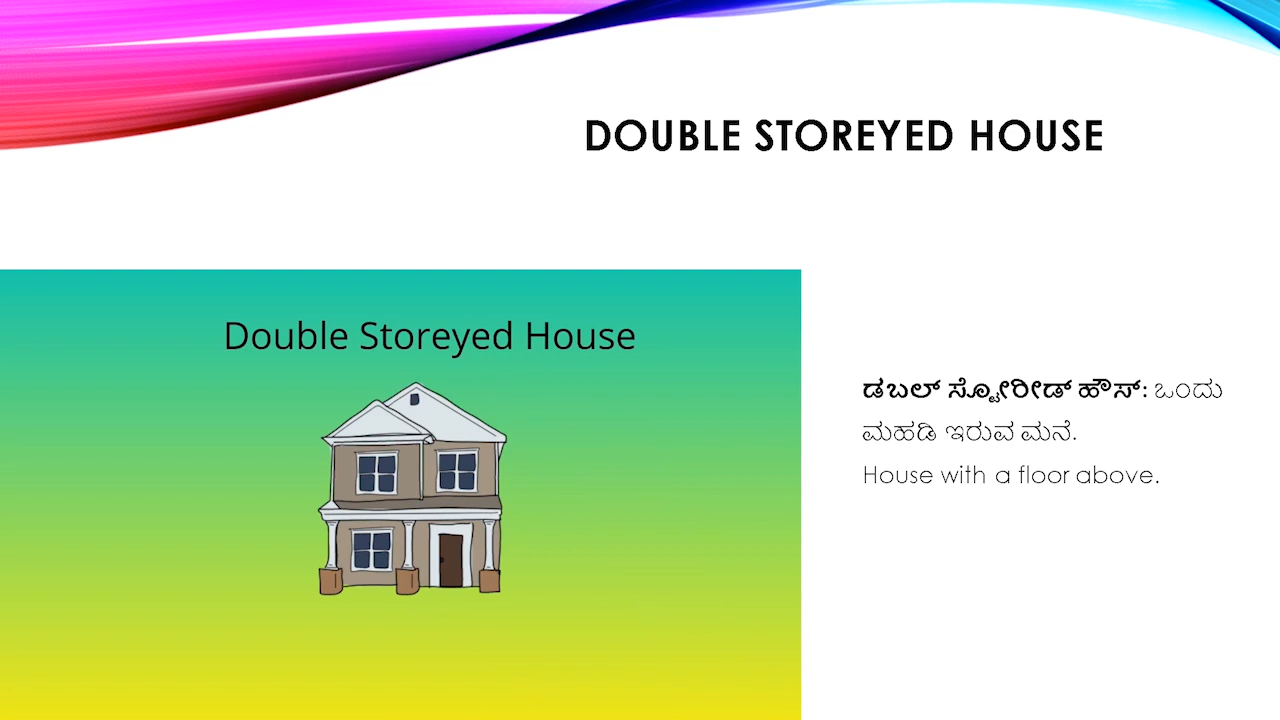 DOUBLE STOREYED HOUSE
Double Storeyed House
ಡಬಲ್ ಸ್ಟೋರೀಡ್ ಹೌಸ್: ಒಂದು
ಮಹಡಿ ಇರುವ ಮನೆ.
House with a floor above.